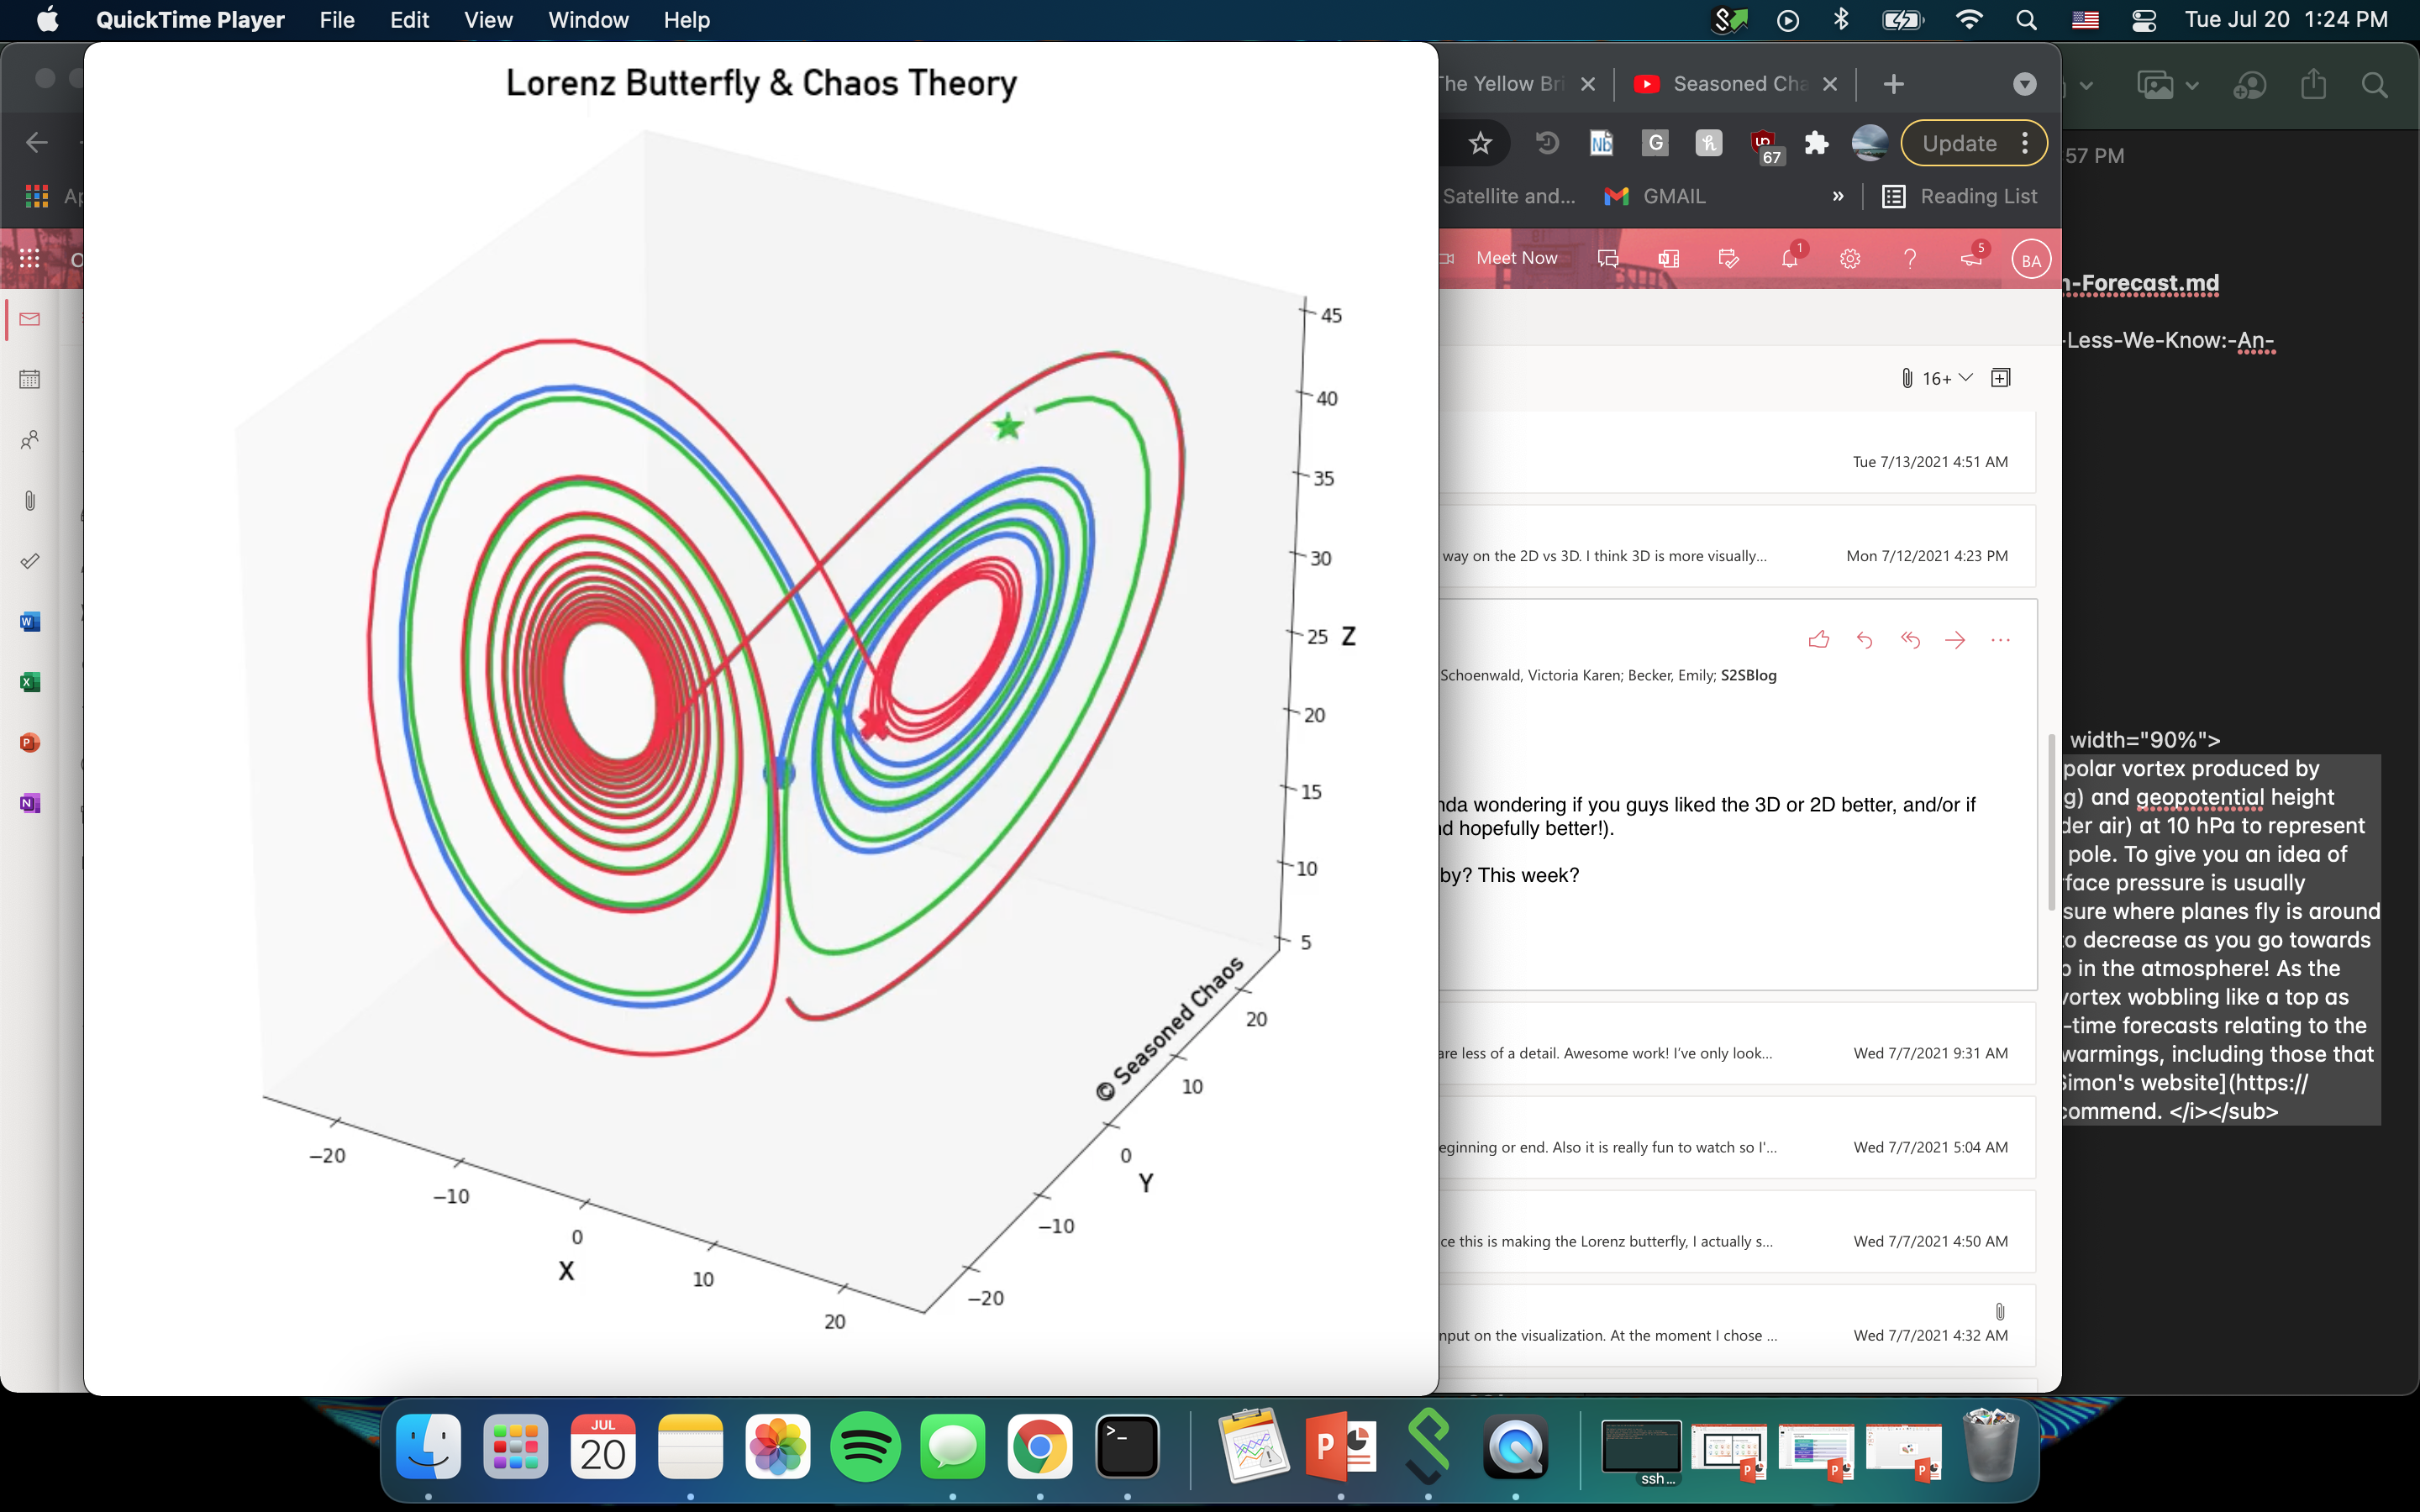 QuickTime Player File Edit View Window Help Tue Jul 20 1:24 PM
Lorenz Butterfly & Chaos Theory
45
40
35
30
25 Z
20
15
10
5
© Seasoned Chaos
20
10
0
Y
−10
−20
−20
−10
0
X
10
20
The Yellow Bri Seasoned Cha
Nb G h 67 Update
Satellite and... GMAIL » Reading List
Meet Now 1 5 BA
16+
Tue 7/13/2021 4:51 AM
way on the 2D vs 3D. I think 3D is more visually... Mon 7/12/2021 4:23 PM
Schoenwald, Victoria Karen; Becker, Emily; S2SBlog
wondering if you guys liked the 3D or 2D better, and/or if
hopefully better!).
by? This week?
are less of a detail. Awesome work! I've only look... Wed 7/7/2021 9:31 AM
eginning or end. Also it is really fun to watch so I'... Wed 7/7/2021 5:04 AM
ce this is making the Lorenz butterfly, I actually s... Wed 7/7/2021 4:50 AM
nput on the visualization. At the moment I chose ... Wed 7/7/2021 4:32 AM
57 PM
-Forecast.md
-Less-We-Know:-An-
width="90%">
polar vortex produced by
g) and geopotential height
der air) at 10 hPa to represent
pole. To give you an idea of
face pressure is usually
sure where planes fly is around
to decrease as you go towards
in the atmosphere! As the
vortex wobbling like a top as
-time forecasts relating to the
warmings, including those that
Simon's website](https://
commend. </i></sub>
W
X
P
N
JUL
20
>_
P
ssh...
P
P
P